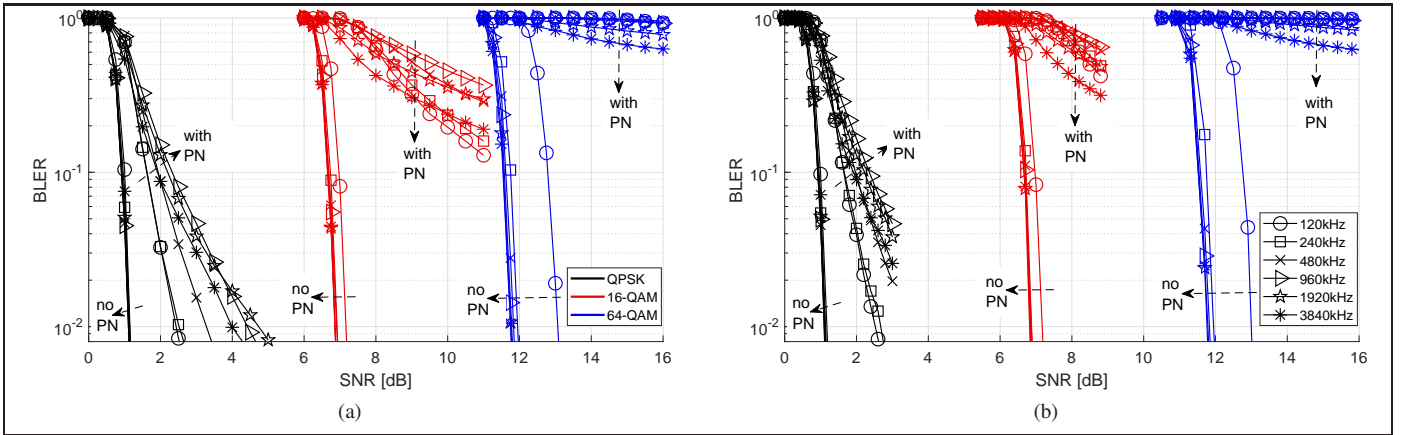 BLER
10^0
10^-1
10^-2
with
PN
with
PN
with
PN
no
PN
no
PN
no
PN
QPSK
16-QAM
64-QAM
0 2 4 6 8 10 12 14 16
SNR [dB]
(a)
BLER
10^0
10^-1
10^-2
with
PN
with
PN
with
PN
no
PN
no
PN
no
PN
120kHz
240kHz
480kHz
960kHz
1920kHz
3840kHz
0 2 4 6 8 10 12 14 16
SNR [dB]
(b)